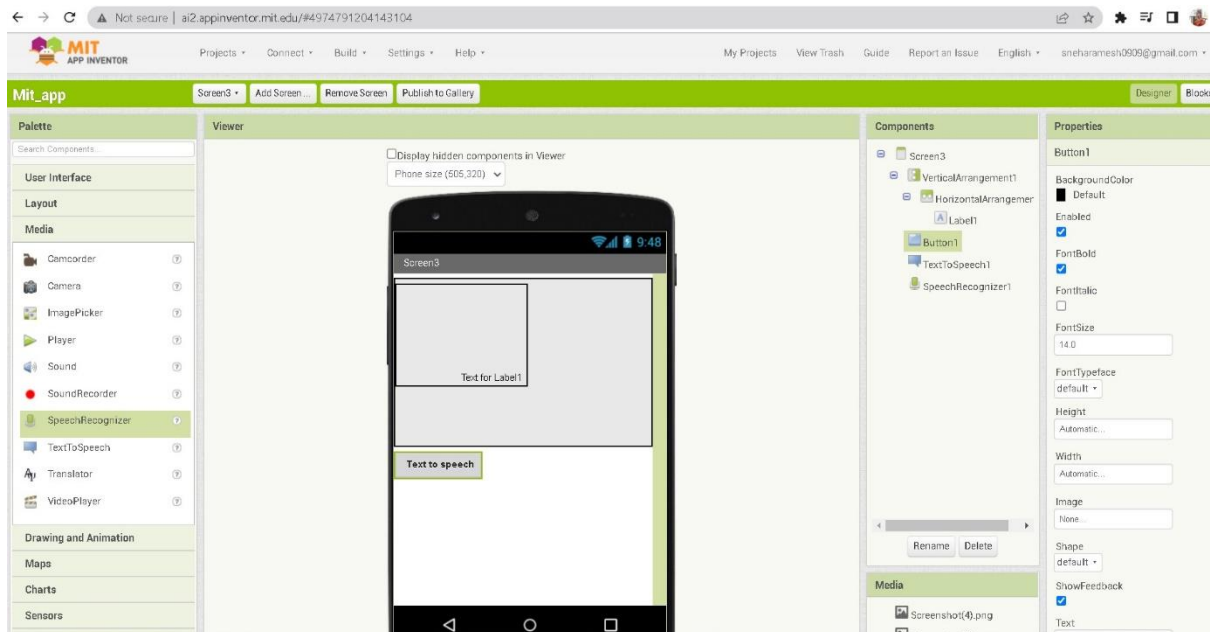 Not secure | ai2.appinventor.mit.edu/#4974791204143104
MIT
APP INVENTOR
Projects Connect Build Settings Help My Projects View Trash Guide Report an Issue English sneharamesh0909@gmail.com
Mit_app Screen3 Add Screen ... Remove Screen Publish to Gallery Designer Blocks
Palette
Search Components...
User Interface
Layout
Media
Camcorder
Camera
ImagePicker
Player
Sound
SoundRecorder
SpeechRecognizer
TextToSpeech
Translator
VideoPlayer
Drawing and Animation
Maps
Charts
Sensors
Viewer
Display hidden components in Viewer
Phone size (505,320)
9:48
Screen3
Text for Label1
Text to speech
Components
Screen3
VerticalArrangement1
HorizontalArrangemer
Label1
Button1
TextToSpeech1
SpeechRecognizer1
Rename Delete
Media
Screenshot(4).png
Properties
Button1
BackgroundColor
Default
Enabled
FontBold
FontItalic
FontSize
14.0
FontTypeface
default
Height
Automatic...
Width
Automatic...
Image
None...
Shape
default
ShowFeedback
Text